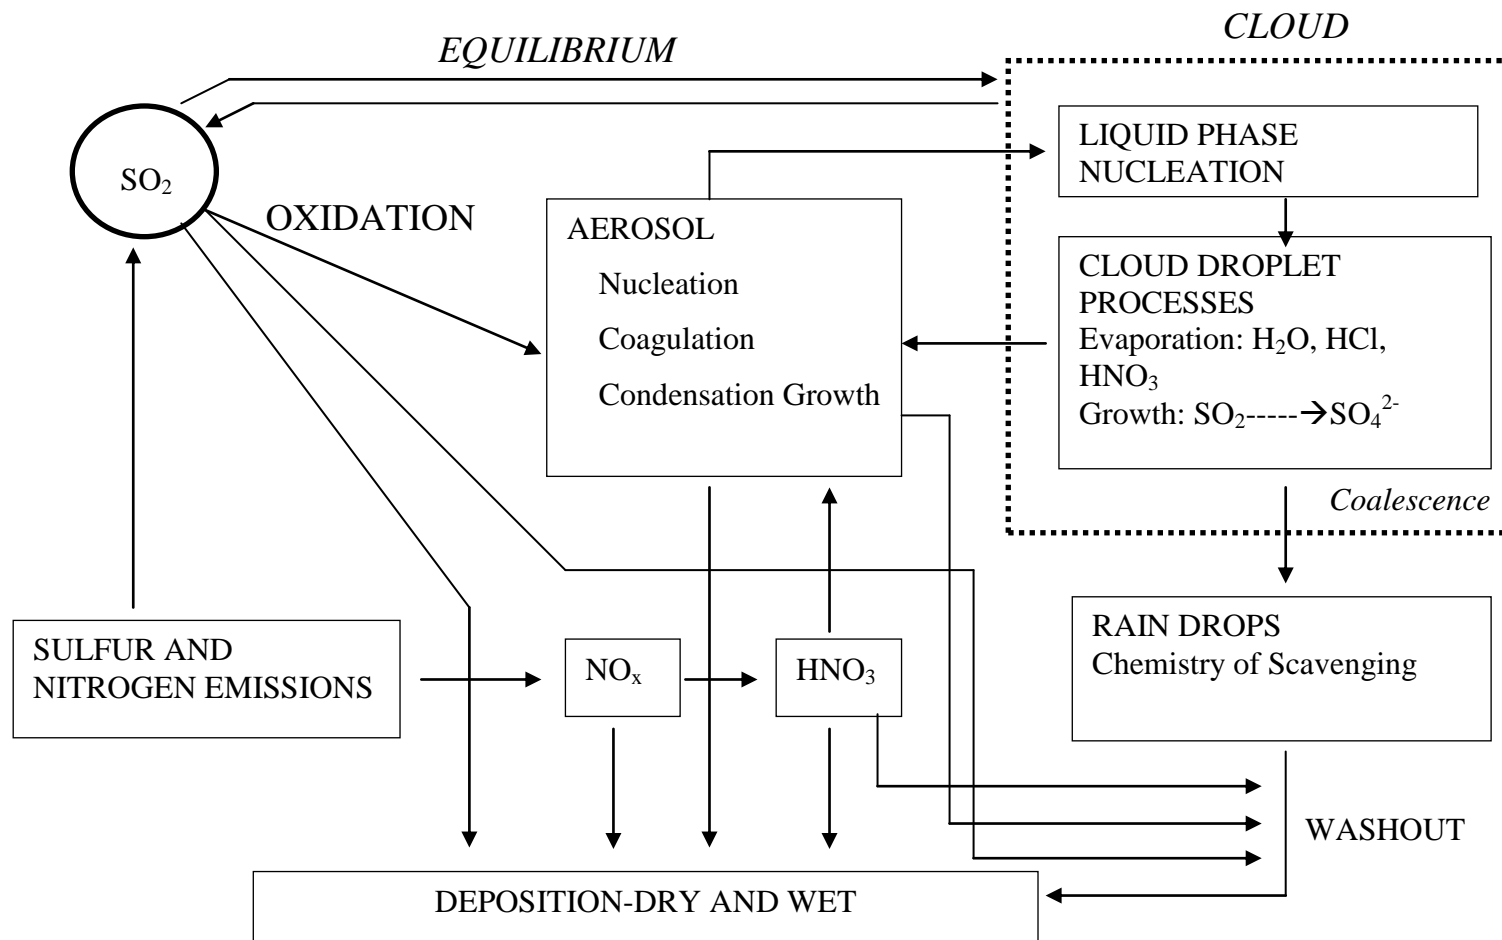 EQUILIBRIUM
CLOUD
SO₂
OXIDATION
LIQUID PHASE
NUCLEATION
AEROSOL
Nucleation
Coagulation
Condensation Growth
CLOUD DROPLET
PROCESSES
Evaporation: H₂O, HCl,
HNO₃
Growth: SO₂-----→SO₄²⁻
Coalescence
SULFUR AND
NITROGEN EMISSIONS
NOₓ
HNO₃
RAIN DROPS
Chemistry of Scavenging
WASHOUT
DEPOSITION-DRY AND WET